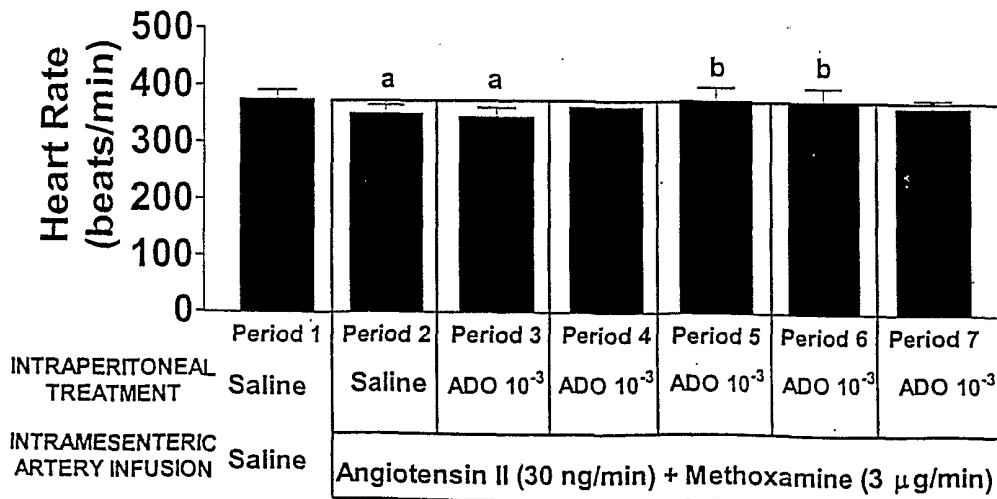 500
400
300
200
100
0
Heart Rate
(beats/min)
a
a
b
b
Period 1 Period 2 Period 3 Period 4 Period 5 Period 6 Period 7
INTRAPERITONEAL
TREATMENT
Saline Saline ADO 10-3 ADO 10-3 ADO 10-3 ADO 10-3 ADO 10-3
INTRAMESENTERIC
ARTERY INFUSION
Saline
Angiotensin II (30 ng/min) + Methoxamine (3 µg/min)